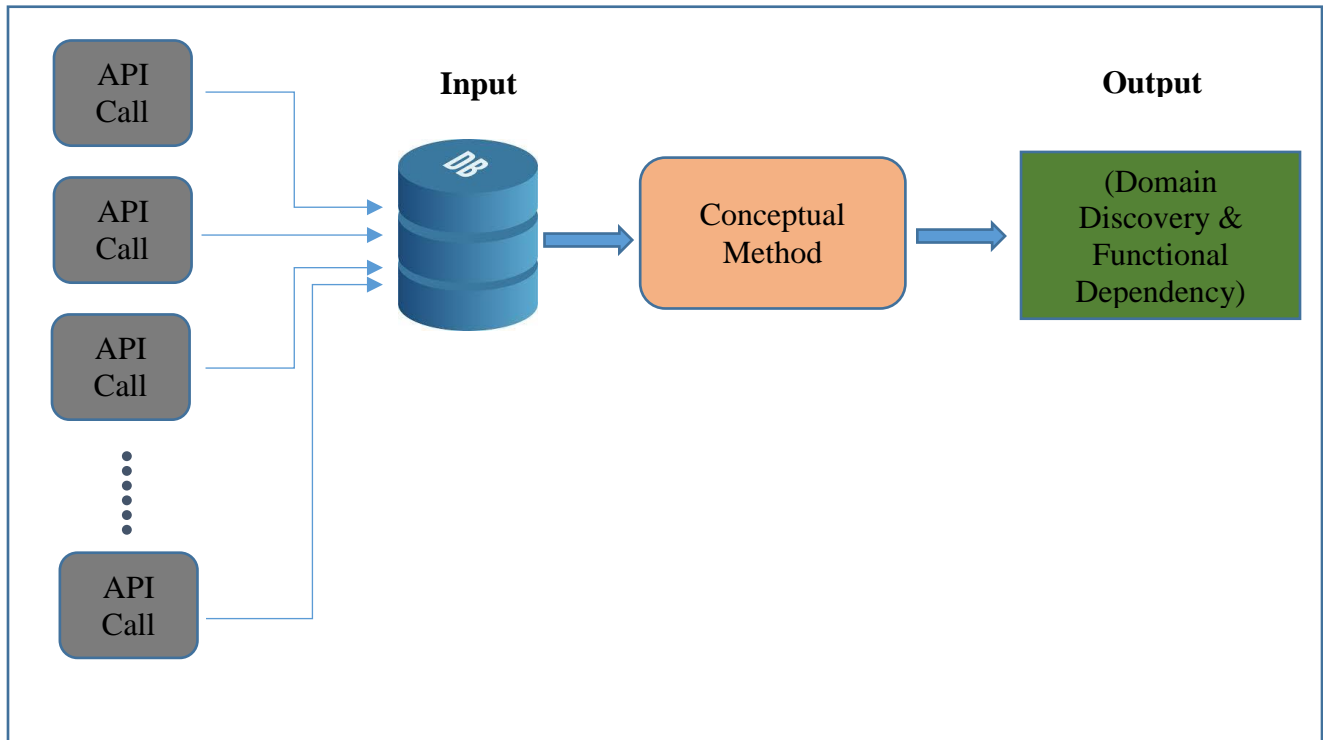 API
Call
API
Call
API
Call
API
Call
Input
DB
Conceptual
Method
Output
(Domain
Discovery &
Functional
Dependency)